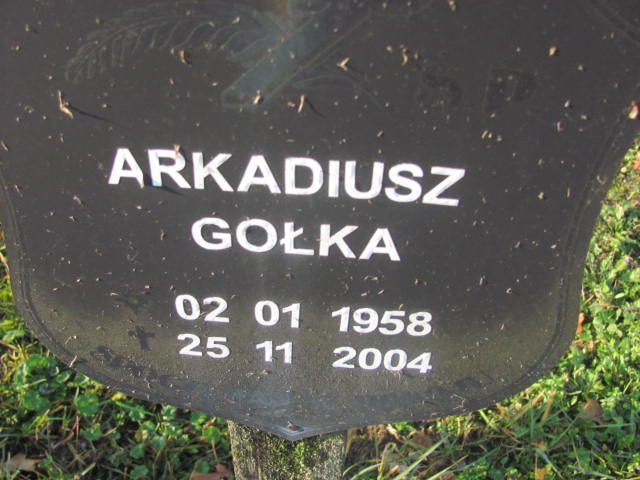 Ś P
ARKADIUSZ
GOŁKA
02 01 1958
25 11 2004